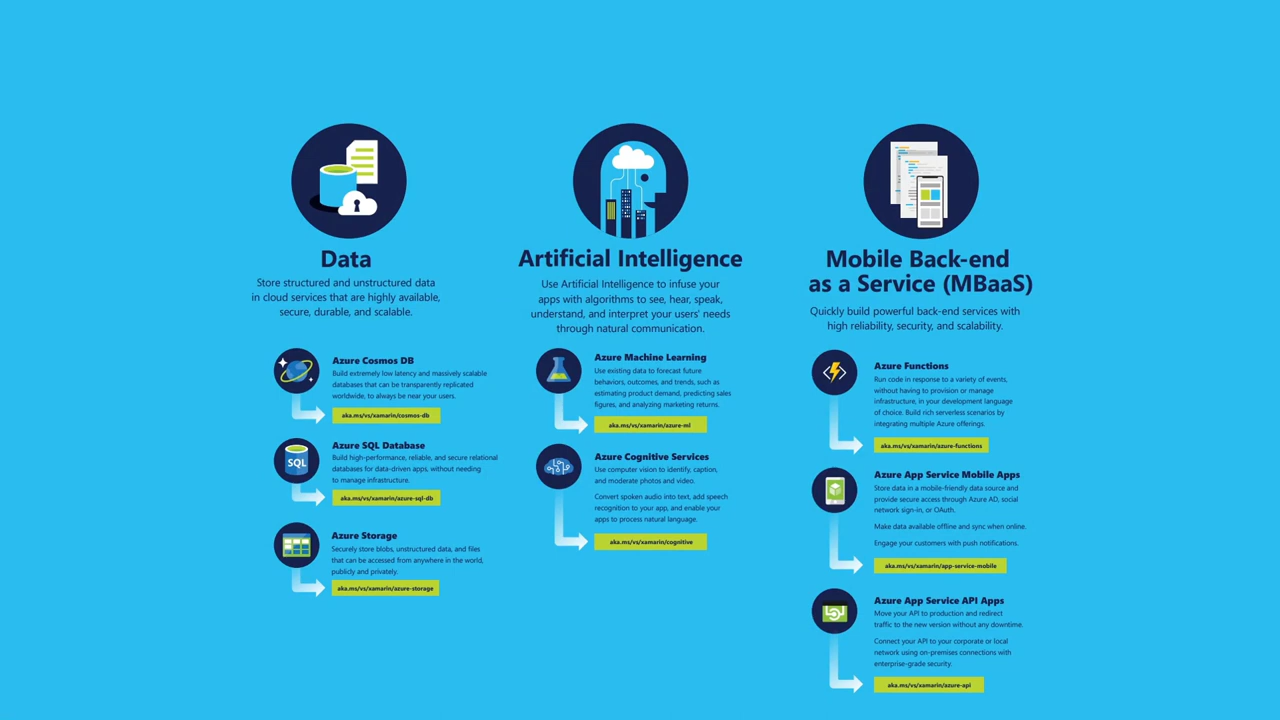 Data
Store structured and unstructured data
in cloud services that are highly available,
secure, durable, and scalable.
Azure Cosmos DB
Build extremely low latency and massively scalable
databases that can be transparently replicated
worldwide, to always be near your users.
aka.ms/vs/xamarin/cosmos-db
SQL
Azure SQL Database
Build high-performance, reliable, and secure relational
databases for data-driven apps, without needing
to manage infrastructure.
aka.ms/vs/xamarin/azure-sql-db
Azure Storage
Securely store blobs, unstructured data, and files
that can be accessed from anywhere in the world,
publicly and privately.
aka.ms/vs/xamarin/azure-storage
Artificial Intelligence
Use Artificial Intelligence to infuse your
apps with algorithms to see, hear, speak,
understand, and interpret your users' needs
through natural communication.
Azure Machine Learning
Use existing data to forecast future
behaviors, outcomes, and trends, such as
estimating product demand, predicting sales
figures, and analyzing marketing returns.
aka.ms/vs/xamarin/azure-ml
Azure Cognitive Services
Use computer vision to identify, caption,
and moderate photos and video.
Convert spoken audio into text, add speech
recognition to your app, and enable your
apps to process natural language.
aka.ms/vs/xamarin/cognitive
Mobile Back-end
as a Service (MBaaS)
Quickly build powerful back-end services with
high reliability, security, and scalability.
Azure Functions
Run code in response to a variety of events,
without having to provision or manage
infrastructure, in your development language
of choice. Build rich serverless scenarios by
integrating multiple Azure offerings.
aka.ms/vs/xamarin/azure-functions
Azure App Service Mobile Apps
Store data in a mobile-friendly data source and
provide secure access through Azure AD, social
network sign-in, or OAuth.
Make data available offline and sync when online.
Engage your customers with push notifications.
aka.ms/vs/xamarin/app-service-mobile
Azure App Service API Apps
Move your API to production and redirect
traffic to the new version without any downtime.
Connect your API to your corporate or local
network using on-premises connections with
enterprise-grade security.
aka.ms/vs/xamarin/azure-api